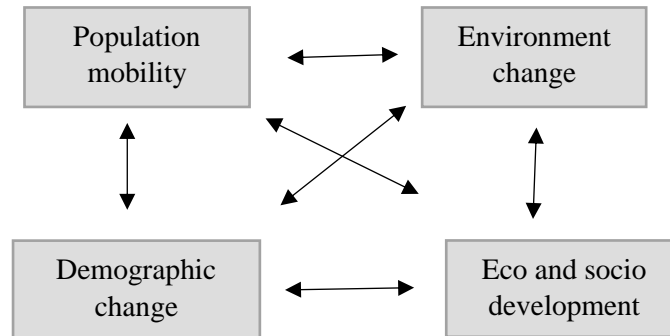 Population
mobility
Environment
change
Demographic
change
Eco and socio
development